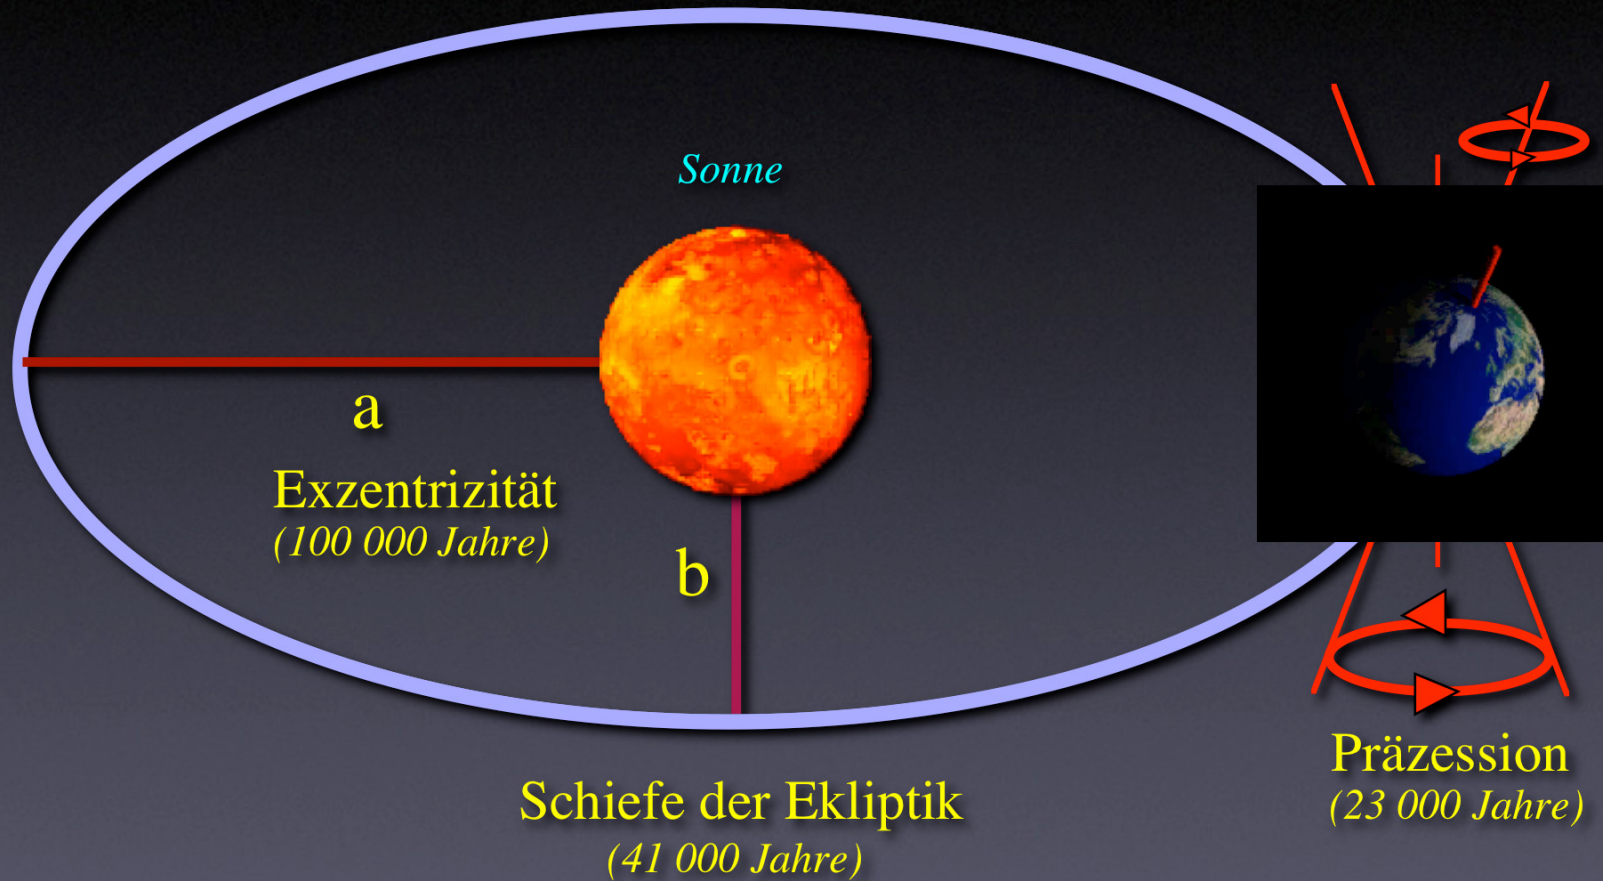 Sonne
a
Exzentrizität
(100 000 Jahre)
b
Schiefe der Ekliptik
(41 000 Jahre)
Präzession
(23 000 Jahre)